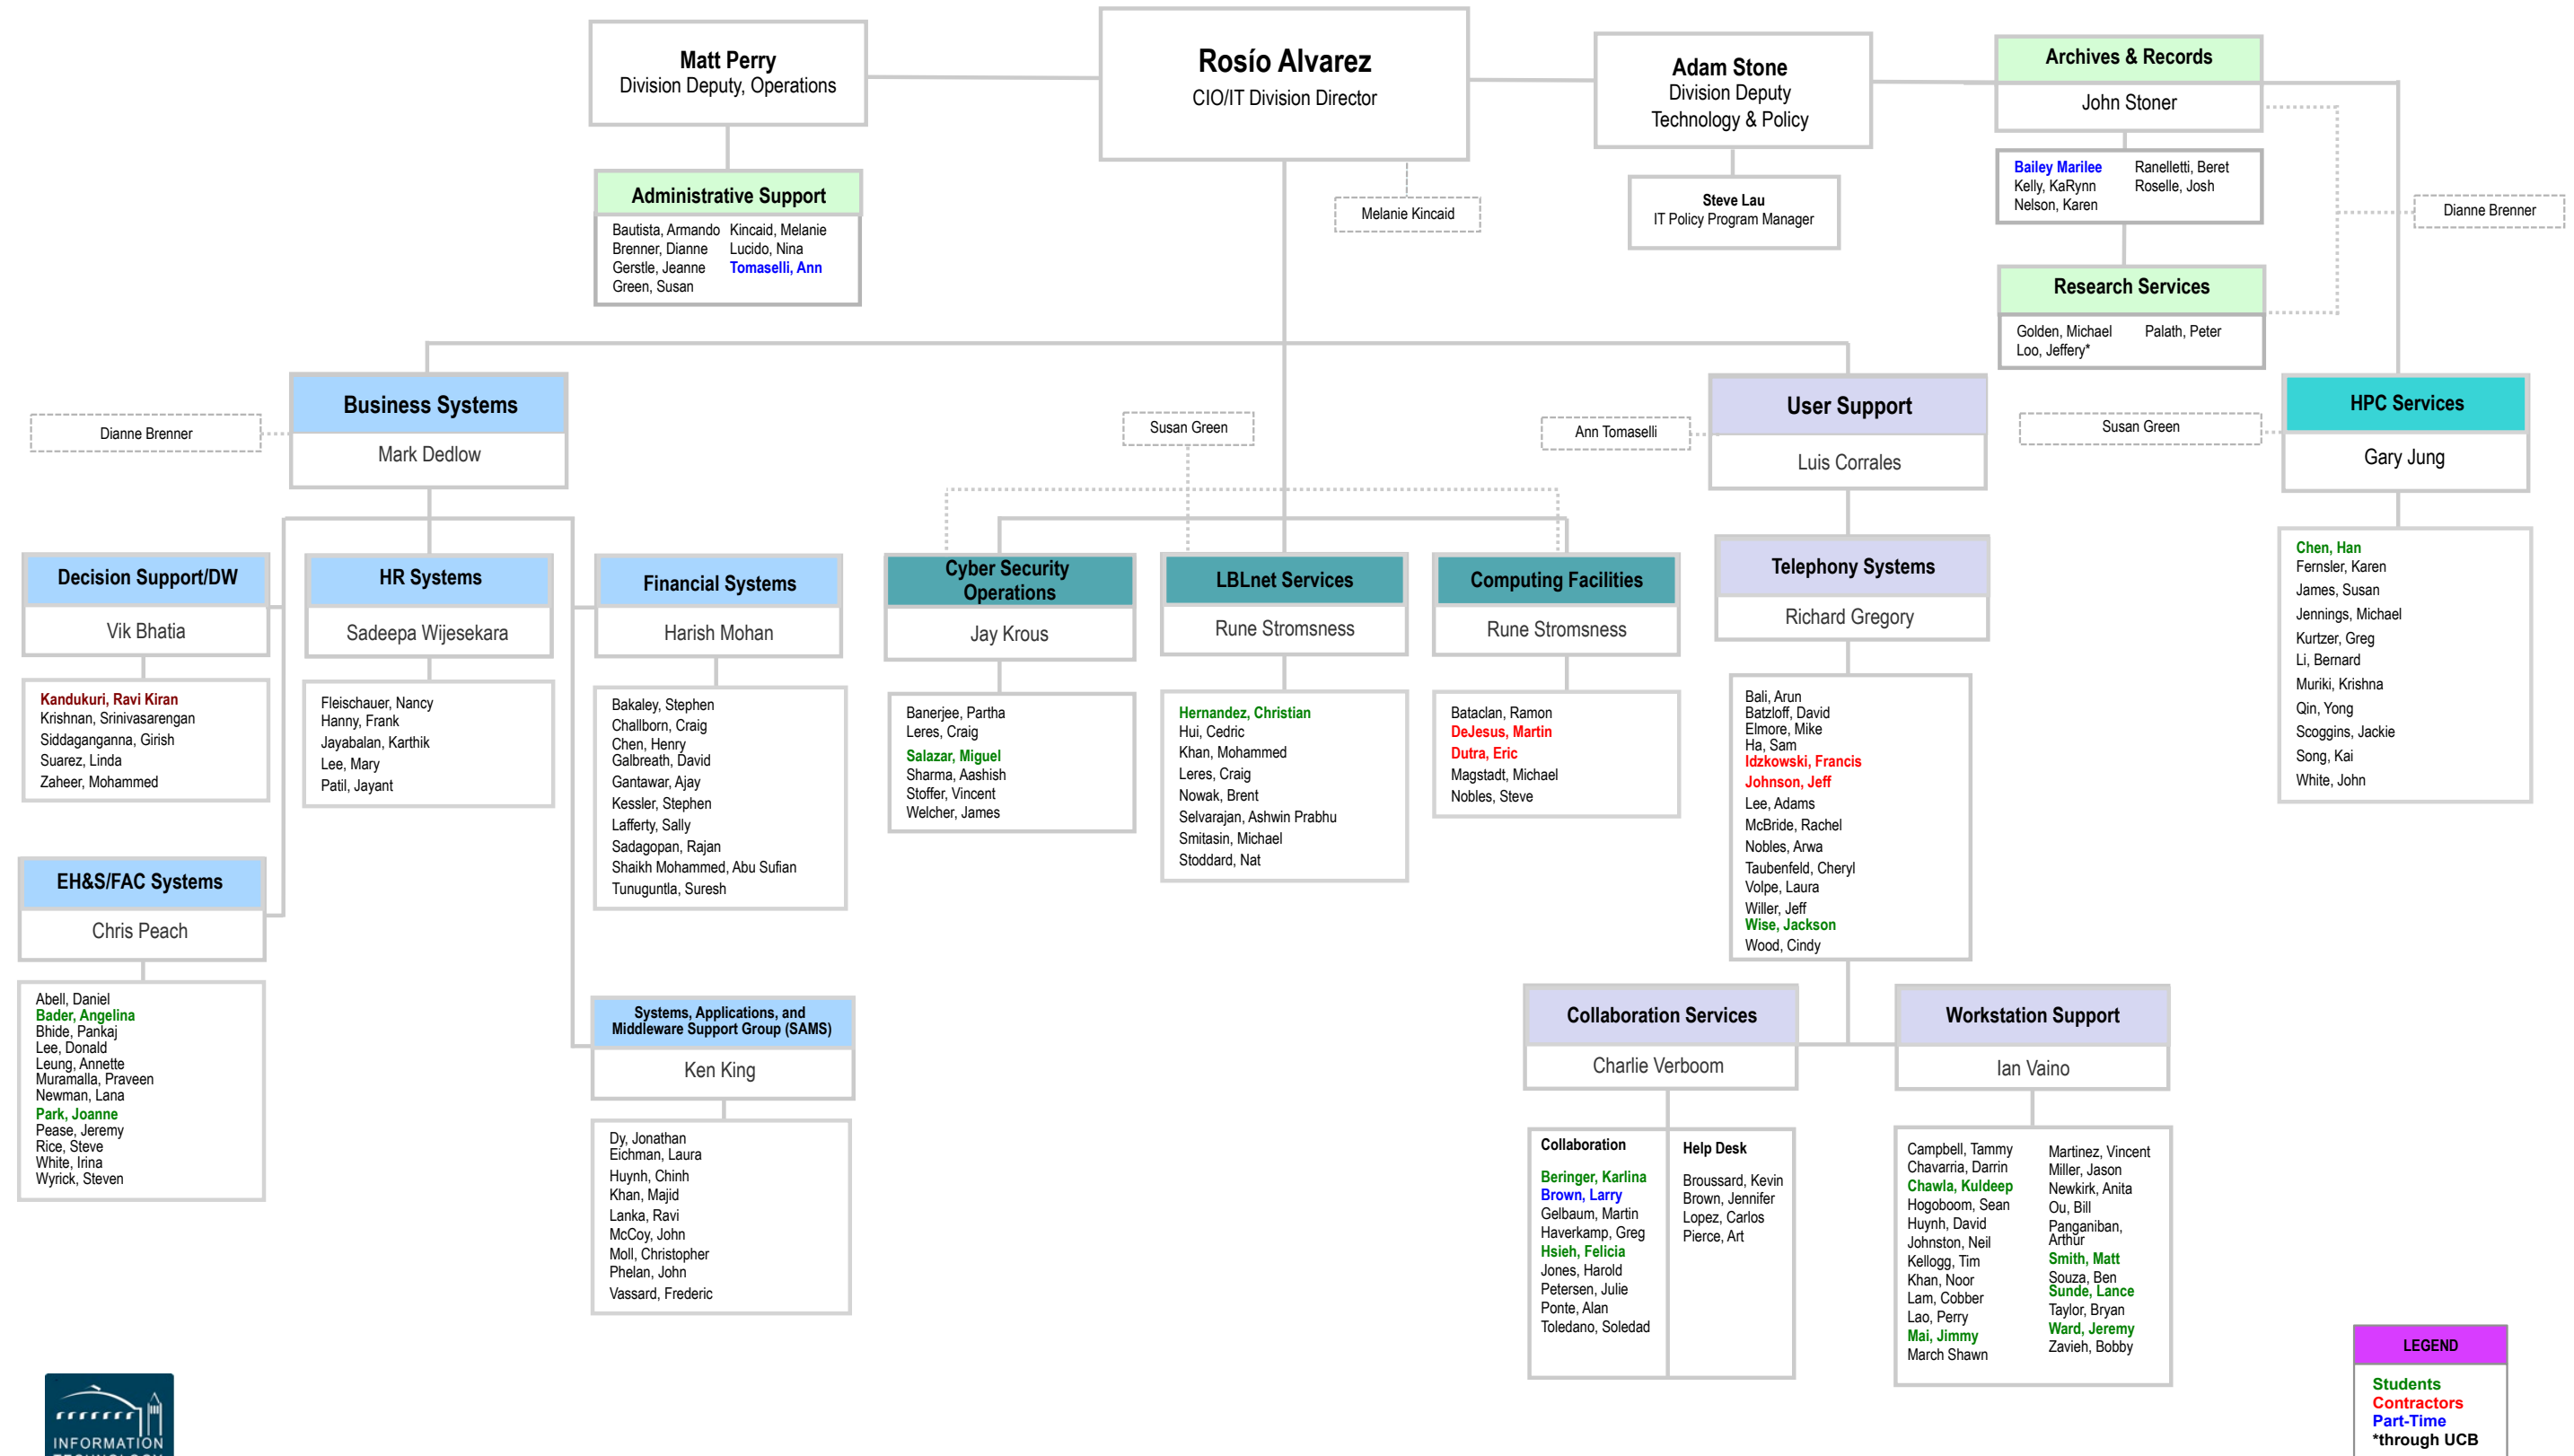 Matt Perry
Division Deputy, Operations
Rosío Alvarez
CIO/IT Division Director
Adam Stone
Division Deputy
Technology & Policy
Archives & Records
John Stoner
Bailey Marilee
Kelly, KaRynn
Nelson, Karen
Ranelletti, Beret
Roselle, Josh
Dianne Brenner
Administrative Support
Bautista, Armando
Brenner, Dianne
Gerstle, Jeanne
Green, Susan
Kincaid, Melanie
Lucido, Nina
Tomaselli, Ann
Melanie Kincaid
Steve Lau
IT Policy Program Manager
Research Services
Golden, Michael
Loo, Jeffery*
Palath, Peter
Business Systems
Mark Dedlow
Dianne Brenner
Susan Green
Ann Tomaselli
User Support
Luis Corrales
Susan Green
HPC Services
Gary Jung
Chen, Han
Fernsler, Karen
James, Susan
Jennings, Michael
Kurtzer, Greg
Li, Bernard
Muriki, Krishna
Qin, Yong
Scoggins, Jackie
Song, Kai
White, John
Decision Support/DW
Vik Bhatia
Kandukuri, Ravi Kiran
Krishnan, Srinivasarengan
Siddaganganna, Girish
Suarez, Linda
Zaheer, Mohammed
HR Systems
Sadeepa Wijesekara
Fleischauer, Nancy
Hanny, Frank
Jayabalan, Karthik
Lee, Mary
Patil, Jayant
Financial Systems
Harish Mohan
Bakaley, Stephen
Challborn, Craig
Chen, Henry
Galbreath, David
Gantawar, Ajay
Kessler, Stephen
Lafferty, Sally
Sadagopan, Rajan
Shaikh Mohammed, Abu Sufian
Tunuguntla, Suresh
Cyber Security
Operations
Jay Krous
Banerjee, Partha
Leres, Craig
Salazar, Miguel
Sharma, Aashish
Stoffer, Vincent
Welcher, James
LBLnet Services
Rune Stromsness
Hernandez, Christian
Hui, Cedric
Khan, Mohammed
Leres, Craig
Nowak, Brent
Selvarajan, Ashwin Prabhu
Smitasin, Michael
Stoddard, Nat
Computing Facilities
Rune Stromsness
Bataclan, Ramon
DeJesus, Martin
Dutra, Eric
Magstadt, Michael
Nobles, Steve
Telephony Systems
Richard Gregory
Bali, Arun
Batzloff, David
Elmore, Mike
Ha, Sam
Idzkowski, Francis
Johnson, Jeff
Lee, Adams
McBride, Rachel
Nobles, Arwa
Taubenfeld, Cheryl
Volpe, Laura
Willer, Jeff
Wise, Jackson
Wood, Cindy
EH&S/FAC Systems
Chris Peach
Abell, Daniel
Bader, Angelina
Bhide, Pankaj
Lee, Donald
Leung, Annette
Muramalla, Praveen
Newman, Lana
Park, Joanne
Pease, Jeremy
Rice, Steve
White, Irina
Wyrick, Steven
Systems, Applications, and
Middleware Support Group (SAMS)
Ken King
Dy, Jonathan
Eichman, Laura
Huynh, Chinh
Khan, Majid
Lanka, Ravi
McCoy, John
Moll, Christopher
Phelan, John
Vassard, Frederic
Collaboration Services
Charlie Verboom
Collaboration
Beringer, Karlina
Brown, Larry
Gelbaum, Martin
Haverkamp, Greg
Hsieh, Felicia
Jones, Harold
Petersen, Julie
Ponte, Alan
Toledano, Soledad
Help Desk
Broussard, Kevin
Brown, Jennifer
Lopez, Carlos
Pierce, Art
Workstation Support
Ian Vaino
Campbell, Tammy
Chavarria, Darrin
Chawla, Kuldeep
Hogoboom, Sean
Huynh, David
Johnston, Neil
Kellogg, Tim
Khan, Noor
Lam, Cobber
Lao, Perry
Mai, Jimmy
March Shawn
Martinez, Vincent
Miller, Jason
Newkirk, Anita
Ou, Bill
Panganiban,
Arthur
Smith, Matt
Souza, Ben
Sunde, Lance
Taylor, Bryan
Ward, Jeremy
Zavieh, Bobby
LEGEND
Students
Contractors
Part-Time
*through UCB
INFORMATION